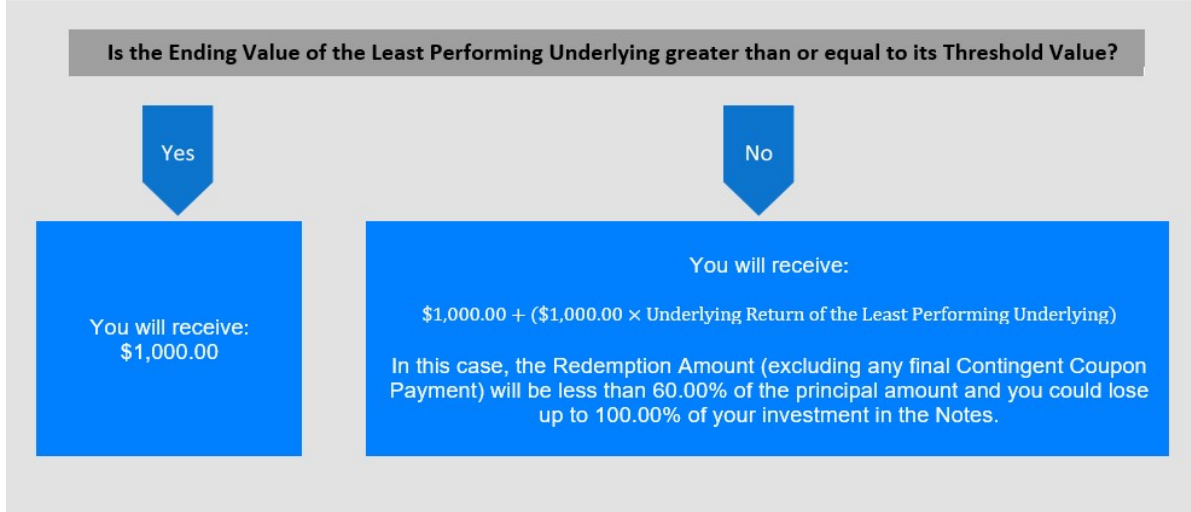 Is the Ending Value of the Least Performing Underlying greater than or equal to its Threshold Value?
Yes
No
You will receive:
$1,000.00
You will receive:
$1,000.00 + ($1,000.00 × Underlying Return of the Least Performing Underlying)
In this case, the Redemption Amount (excluding any final Contingent Coupon
Payment) will be less than 60.00% of the principal amount and you could lose
up to 100.00% of your investment in the Notes.